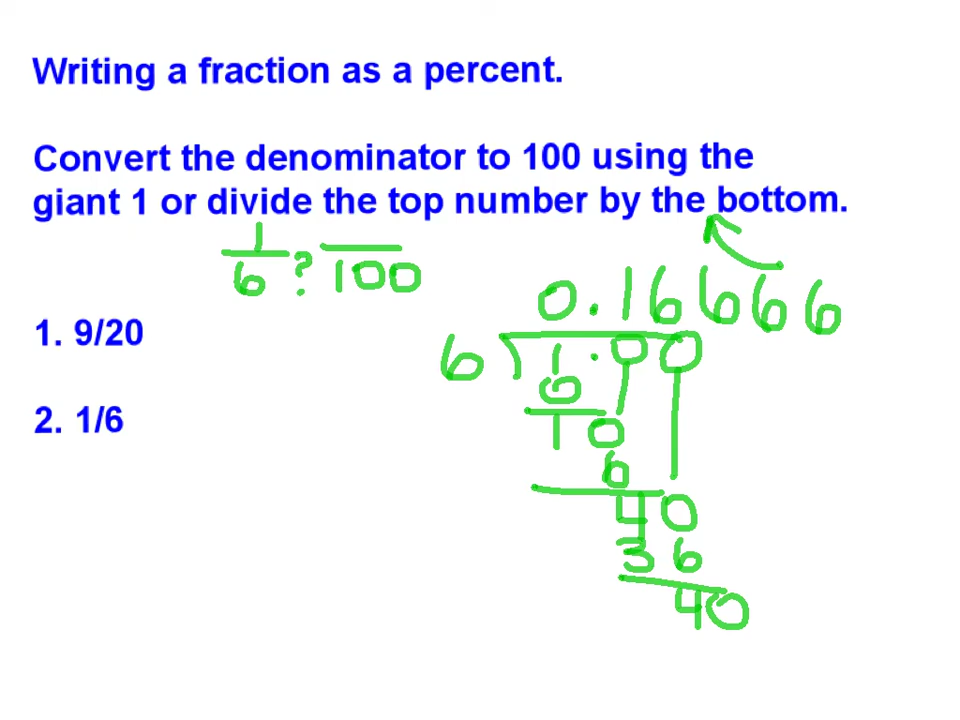 Writing a fraction as a percent.
Convert the denominator to 100 using the
giant 1 or divide the top number by the bottom.
1/6 ? /100
0.16666
6 1.00
0
10
6
40
36
40
1. 9/20
2. 1/6